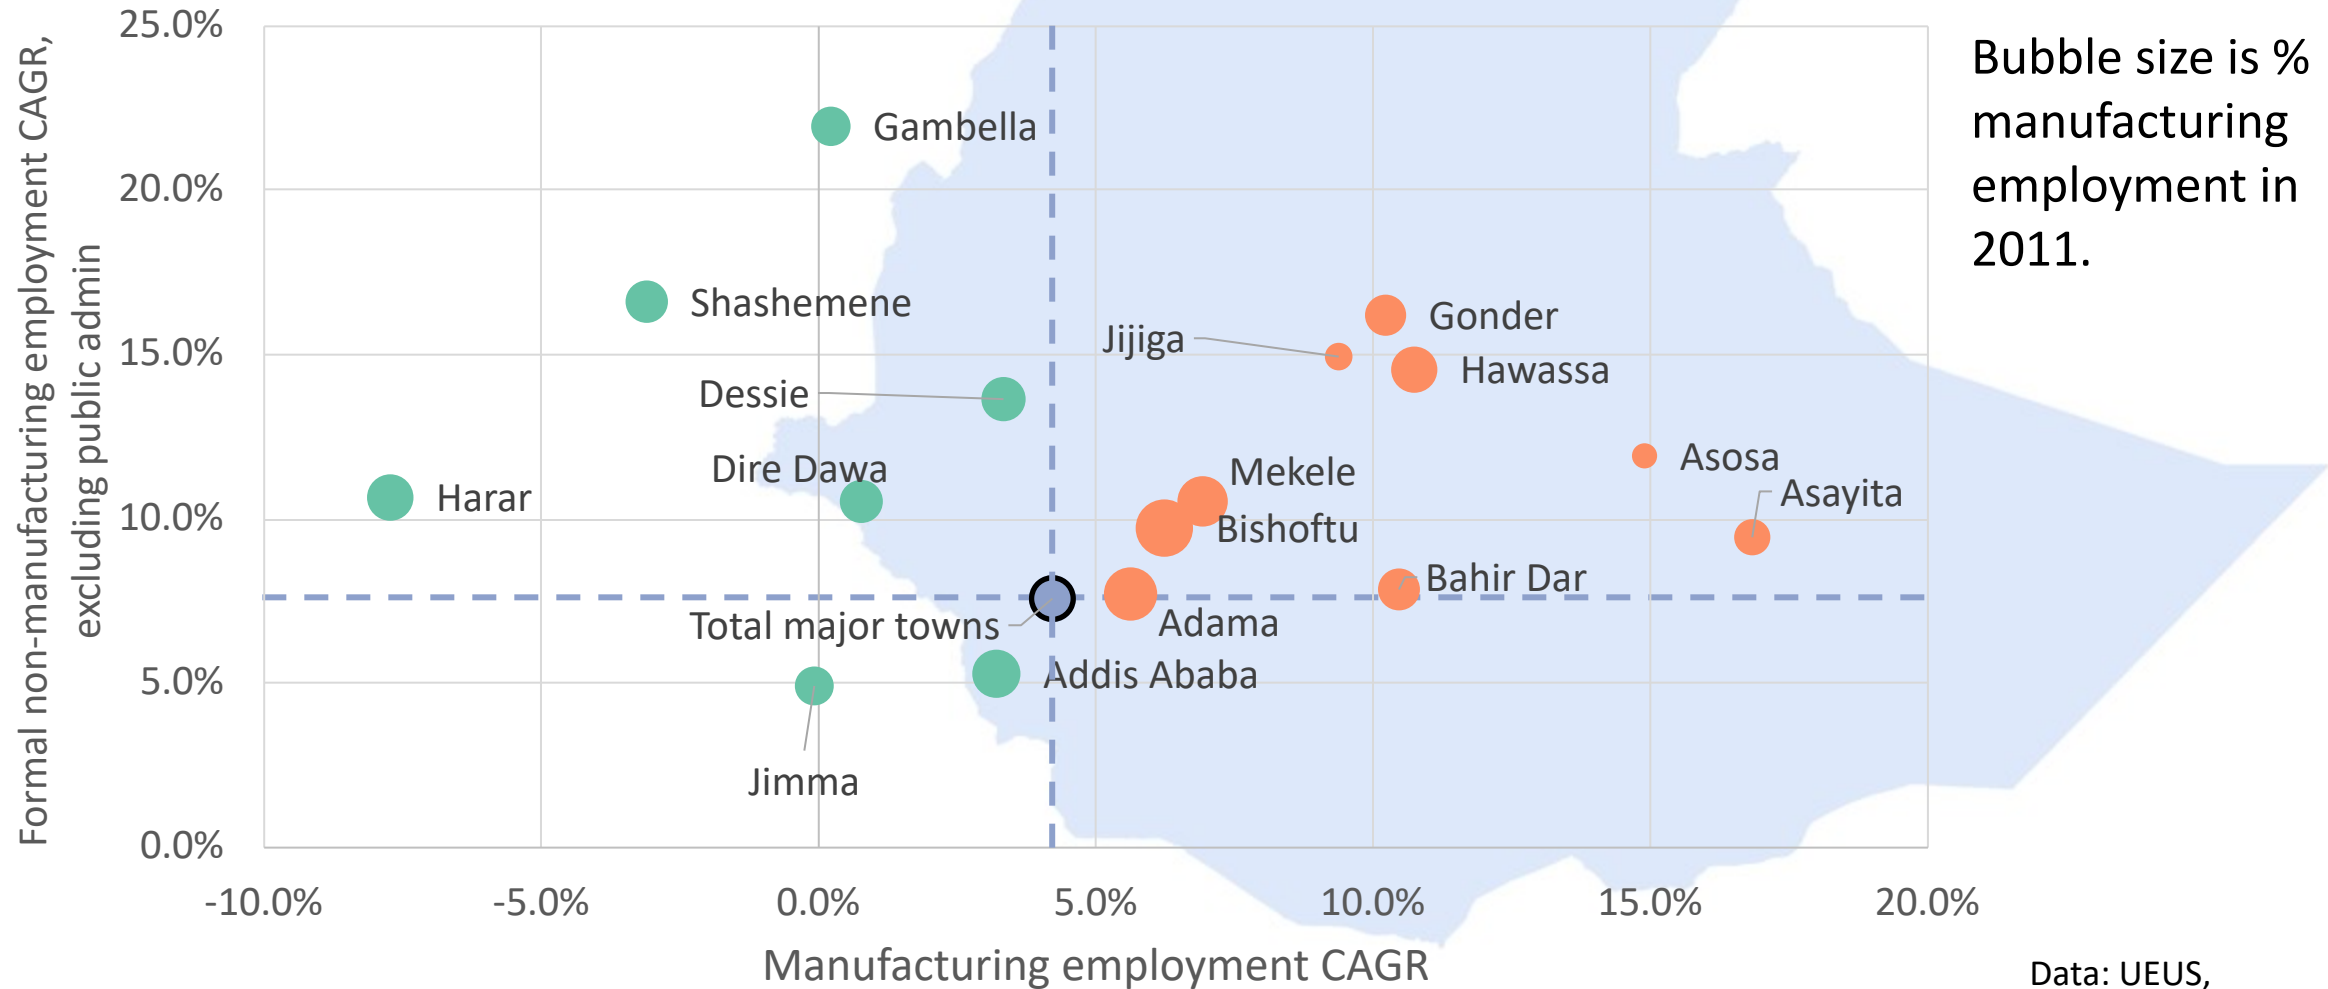 Formal non-manufacturing employment CAGR,
excluding public admin
25.0%
20.0%
15.0%
10.0%
5.0%
0.0%
Bubble size is %
manufacturing
employment in
2011.
Gambella
Shashemene
Gonder
Jijiga
Hawassa
Dessie
Asosa
Dire Dawa
Mekele
Asayita
Harar
Bishoftu
Bahir Dar
Total major towns
Adama
Addis Ababa
Jimma
-10.0%
-5.0%
0.0%
5.0%
10.0%
15.0%
20.0%
Manufacturing employment CAGR
Data: UEUS,